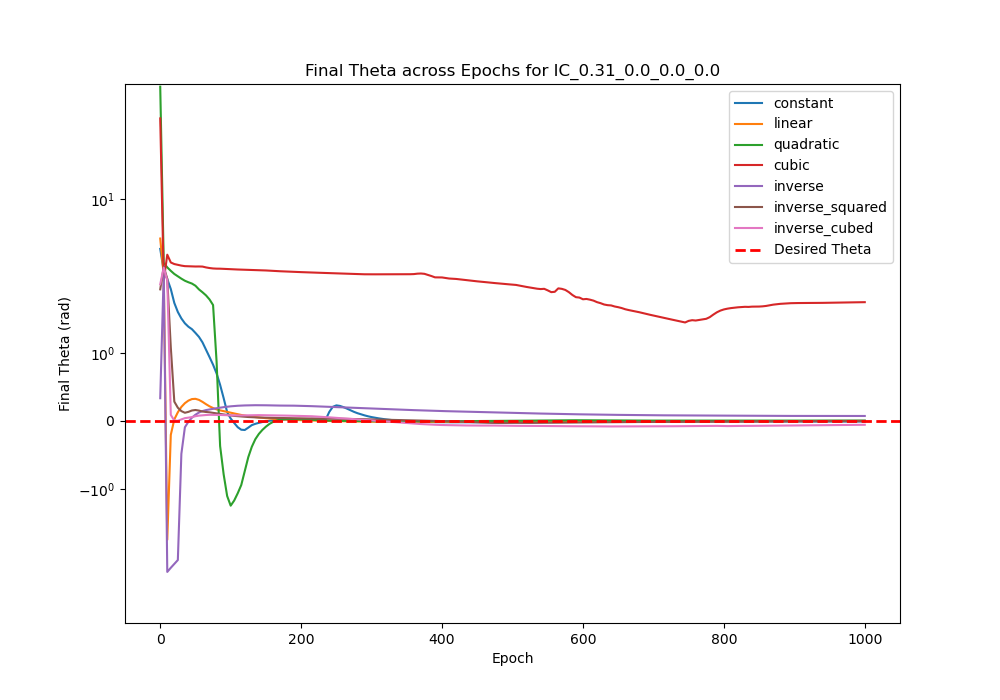 Final Theta across Epochs for IC_0.31_0.0_0.0_0.0
Final Theta (rad)
10¹
10⁰
0
−10⁰
constant
linear
quadratic
cubic
inverse
inverse_squared
inverse_cubed
Desired Theta
0 200 400 600 800 1000
Epoch